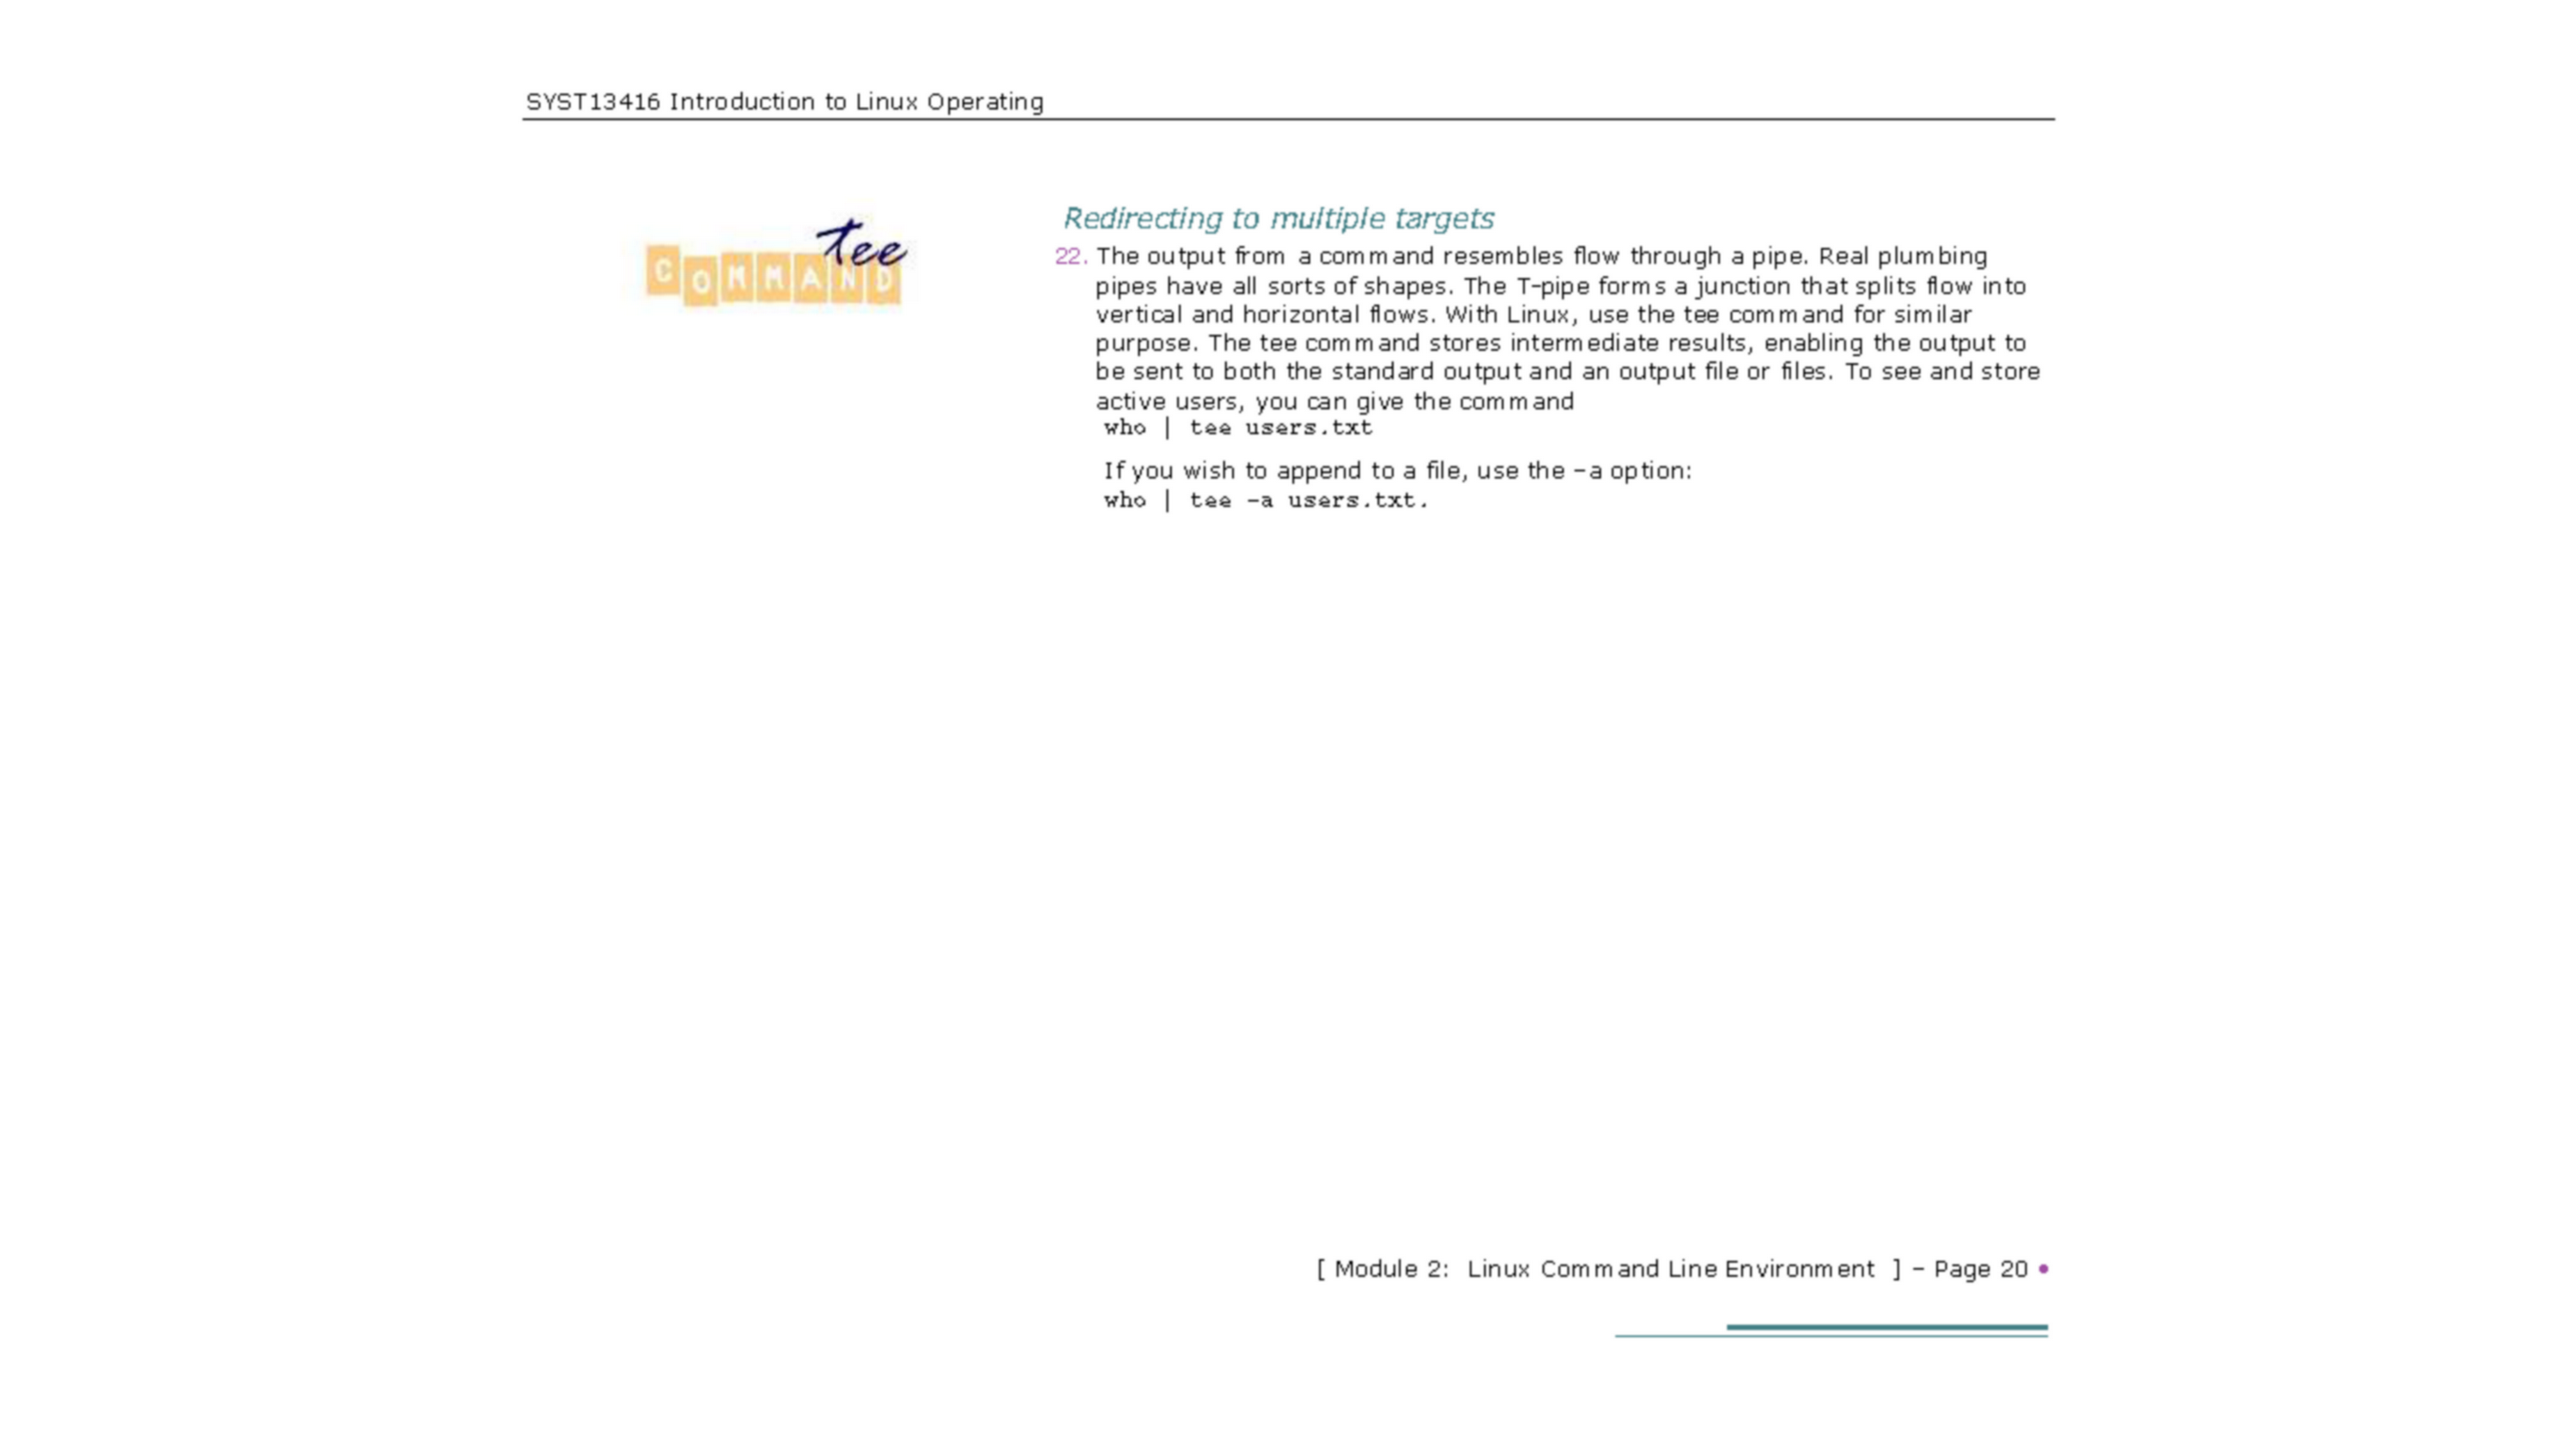 SYST13416 Introduction to Linux Operating
tee
COMMAND
Redirecting to multiple targets
22. The output from a command resembles flow through a pipe. Real plumbing
pipes have all sorts of shapes. The T-pipe forms a junction that splits flow into
vertical and horizontal flows. With Linux, use the tee command for similar
purpose. The tee command stores intermediate results, enabling the output to
be sent to both the standard output and an output file or files. To see and store
active users, you can give the command
who | tee users.txt
If you wish to append to a file, use the –a option:
who | tee -a users.txt.
[ Module 2: Linux Command Line Environment ] – Page 20 •